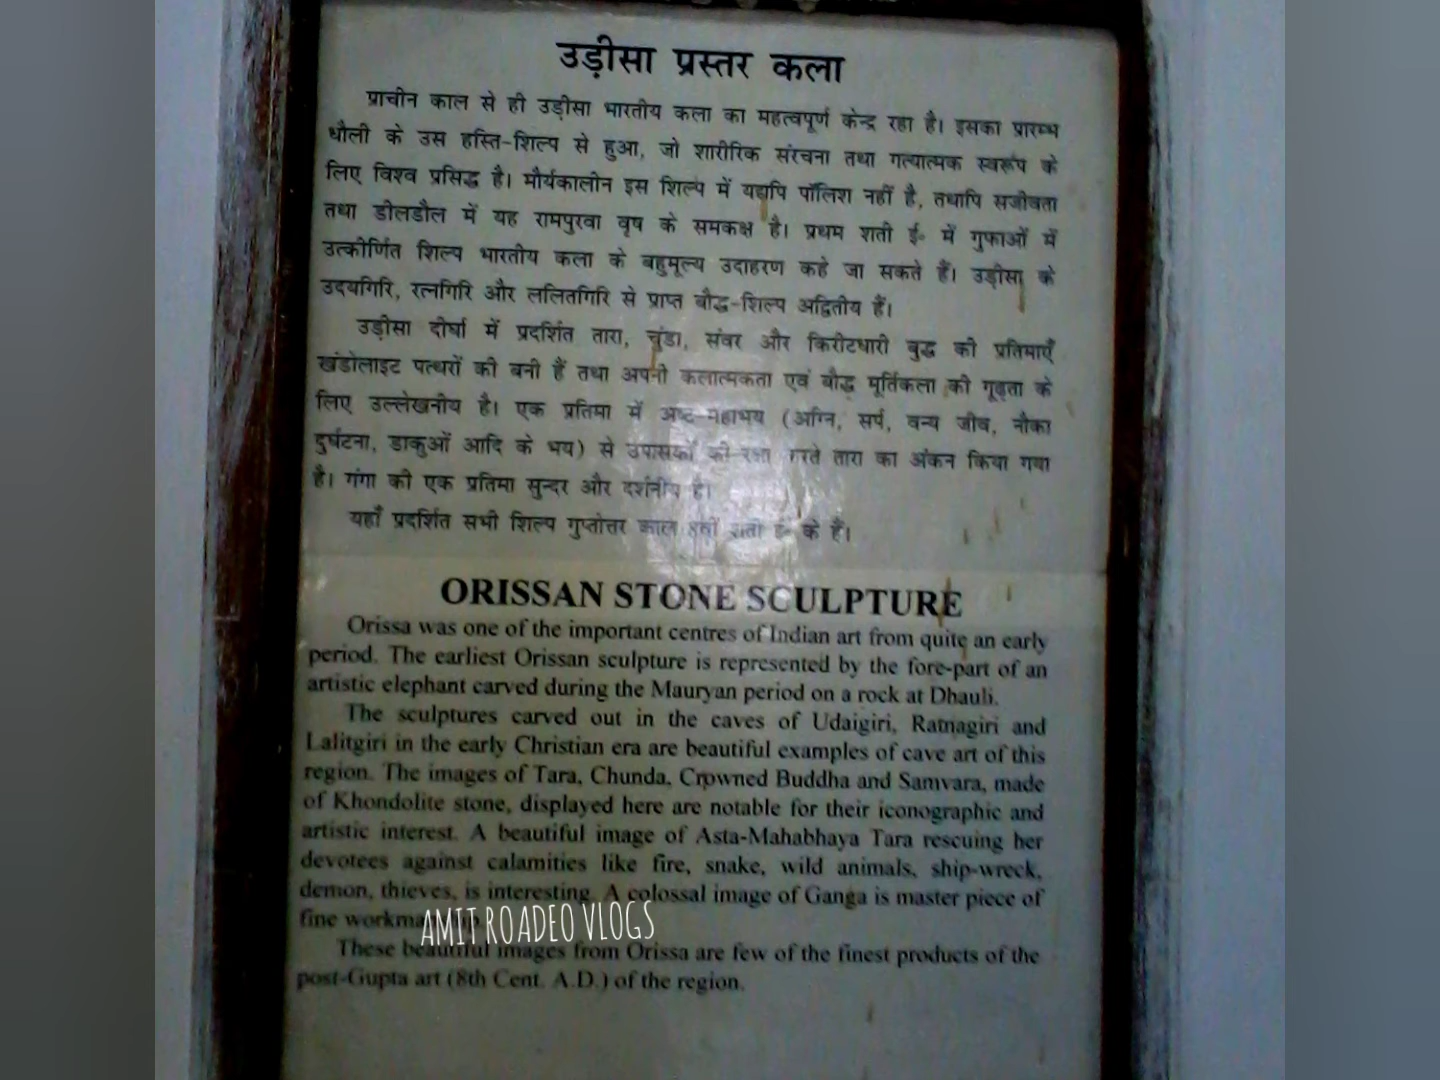 उड़ीसा प्रस्तर कला
प्राचीन काल से ही उड़ीसा भारतीय कला का महत्वपूर्ण केन्द्र रहा है। इसका प्रारम्भ
धौली के उस हस्ति-शिल्प से हुआ, जो शारीरिक संरचना तथा गत्यात्मक स्वरूप के
लिए विश्व प्रसिद्ध है। मौर्यकालीन इस शिल्प में यद्यपि पॉलिश नहीं है, तथापि सजीवता
तथा डीलडौल में यह रामपुरवा वृष के समकक्ष है। प्रथम शती ई॰ में गुफाओं में
उत्कीर्णित शिल्प भारतीय कला के बहुमूल्य उदाहरण कहे जा सकते हैं। उड़ीसा के
उदयगिरि, रत्नगिरि और ललितगिरि से प्राप्त बौद्ध-शिल्प अद्वितीय हैं।
उड़ीसा दीर्घा में प्रदर्शित तारा, चुंडा, संवर और किरीटधारी बुद्ध की प्रतिमाएँ
खंडोलाइट पत्थरों की बनी हैं तथा अपनी कलात्मकता एवं बौद्ध मूर्तिकला की गूढ़ता के
लिए उल्लेखनीय है। एक प्रतिमा में अष्ट-महाभय (अग्नि, सर्प, वन्य जीव, नौका
दुर्घटना, डाकुओं आदि के भय) से उपासकों की रक्षा करते तारा का अंकन किया गया
है। गंगा की एक प्रतिमा सुन्दर और दर्शनीय है।
यहाँ प्रदर्शित सभी शिल्प गुप्तोत्तर काल 8वीं शती ई॰ के हैं।
ORISSAN STONE SCULPTURE
Orissa was one of the important centres of Indian art from quite an early
period. The earliest Orissan sculpture is represented by the fore-part of an
artistic elephant carved during the Mauryan period on a rock at Dhauli.
The sculptures carved out in the caves of Udaigiri, Ratnagiri and
Lalitgiri in the early Christian era are beautiful examples of cave art of this
region. The images of Tara, Chunda, Crowned Buddha and Samvara, made
of Khondolite stone, displayed here are notable for their iconographic and
artistic interest. A beautiful image of Asta-Mahabhaya Tara rescuing her
devotees against calamities like fire, snake, wild animals, ship-wreck,
demon, thieves, is interesting. A colossal image of Ganga is master piece of
fine
AMIT ROADEO VLOGS
These beautiful images from Orissa are few of the finest products of the
post-Gupta art (8th Cent. A.D.) of the region.